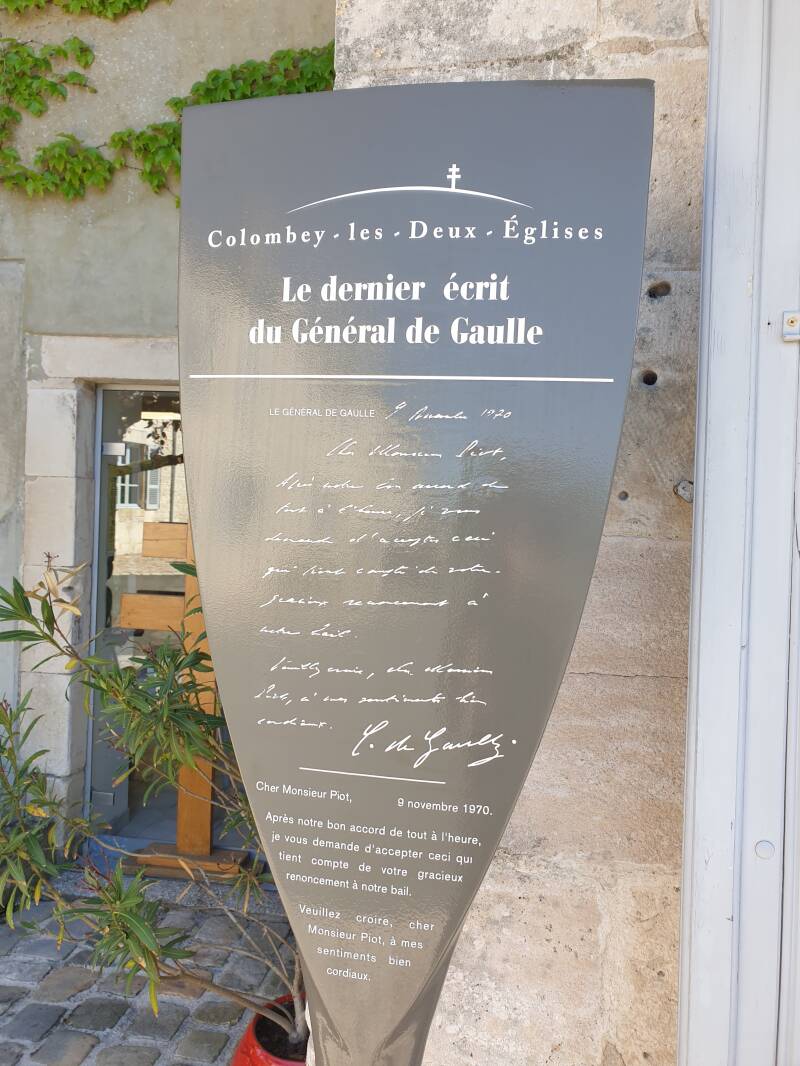 Colombey - les - Deux - Églises
Le dernier écrit
du Général de Gaulle
LE GÉNÉRAL DE GAULLE 9 Novembre 1970
Cher Monsieur Piot,
Après notre bon accord de
tout à l'heure, je vous
demande d'accepter ceci
qui tient compte de votre
gracieux renoncement à
notre bail.
Veuillez croire, cher Monsieur
Piot, à mes sentiments bien
cordiaux.
C. de Gaulle.
Cher Monsieur Piot,
9 novembre 1970.
Après notre bon accord de tout à l'heure,
je vous demande d'accepter ceci qui
tient compte de votre gracieux
renoncement à notre bail.
Veuillez croire, cher
Monsieur Piot, à mes
sentiments bien
cordiaux.